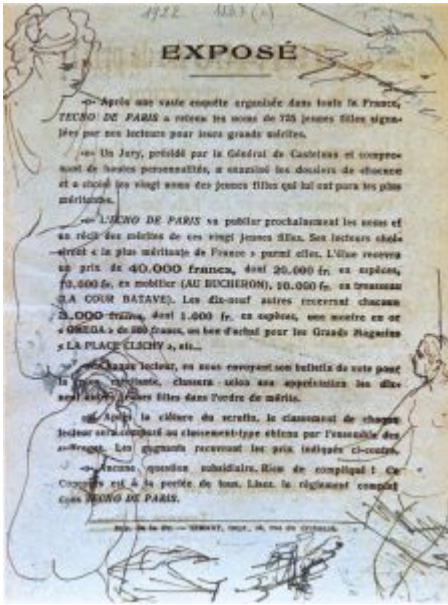 1922
EXPOSÉ
Après une vaste enquête organisée dans toute la France,
L'ECHO DE PARIS a retenu les noms de 725 jeunes filles signa-
lées par nos lecteurs pour leurs grands mérites.
Un Jury, présidé par le Général de Castelnau et compre-
nant de hautes personnalités, a examiné les dossiers de chacune
et a choisi les vingt noms des jeunes filles qui lui ont paru les plus
méritantes.
L'ECHO DE PARIS va publier prochainement les noms et
un récit des mérites de ces vingt jeunes filles. Ses lecteurs choi-
siront « la plus méritante de France » parmi elles. L'élue recevra
un prix de 40.000 francs, dont 20.000 fr. en espèces,
10.000 fr. en mobilier (AU BUCHERON), 10.000 fr. en trousseau
(LA COUR BATAVE). Les dix-neuf autres recevront chacune
dont 1.000 fr. en espèces, une montre en or
« OMEGA » de 500 francs, un bon d'achat pour les Grands Magasins
« LA PLACE CLICHY », etc...
Chaque lecteur, en nous envoyant son bulletin de vote pour
la plus méritante, classera selon son appréciation les dix-
neuf autres jeunes filles dans l'ordre de mérite.
Après la clôture du scrutin, le classement de chaque
lecteur sera comparé au classement-type obtenu par l'ensemble des
Les gagnants recevront les prix indiqués ci-contre.
Aucune question subsidiaire. Rien de compliqué ! Ce
Concours est à la portée de tous. Lisez le règlement complet
dans L'ECHO DE PARIS.